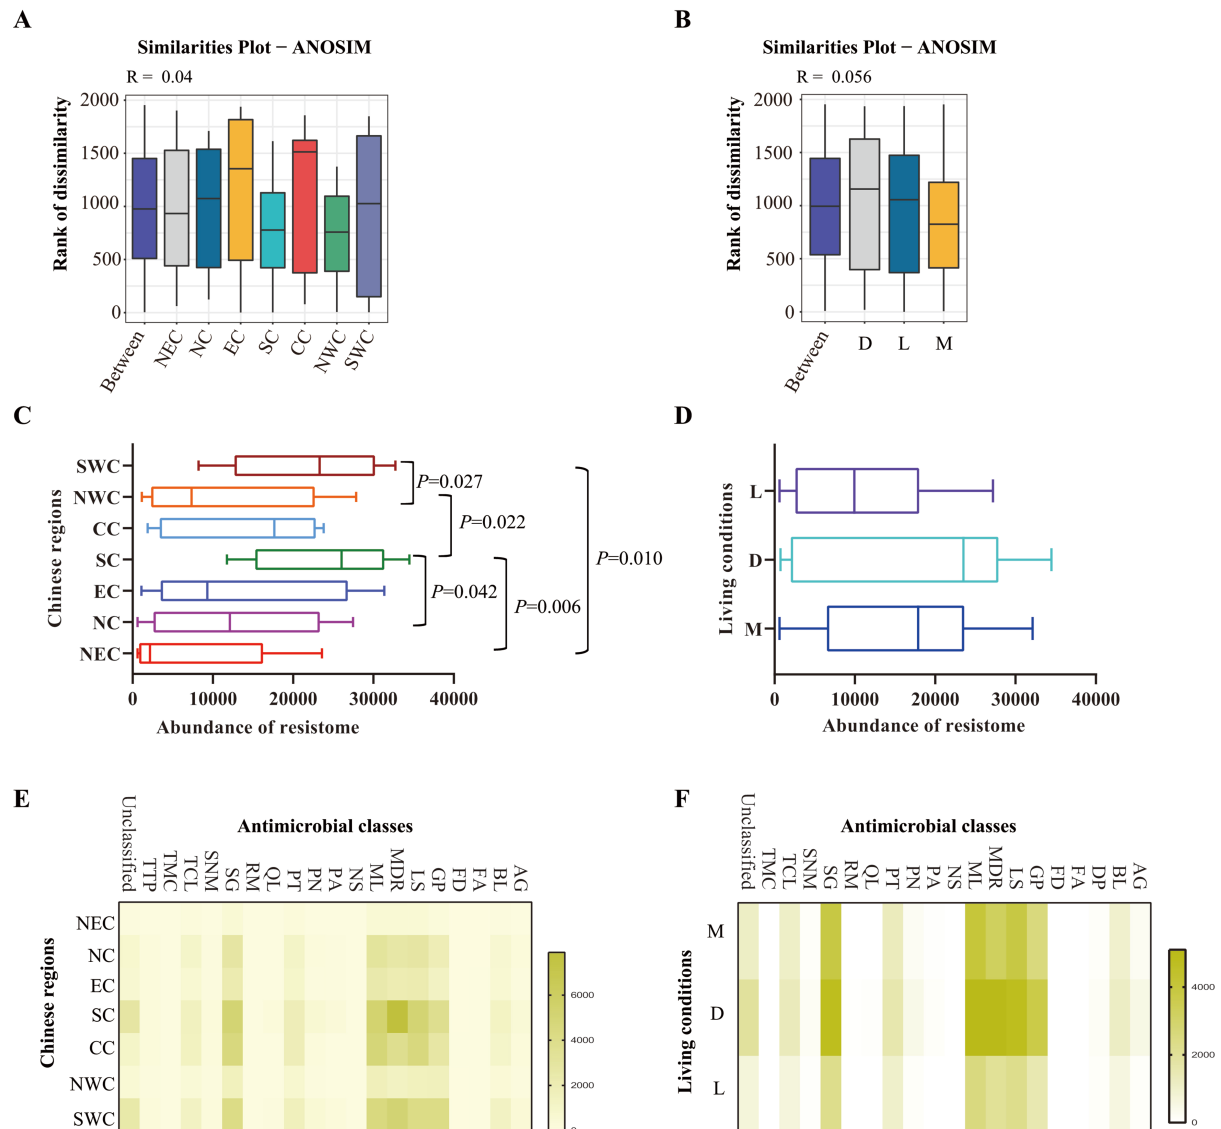 A
Similarities Plot − ANOSIM
R = 0.04
Rank of dissimilarity
2000
1500
1000
500
0
Between
NEC
NC
EC
SC
CC
NWC
SWC
B
Similarities Plot − ANOSIM
R = 0.056
Rank of dissimilarity
2000
1500
1000
500
0
Between
D
L
M
C
Chinese regions
SWC
NWC
CC
SC
EC
NC
NEC
P=0.027
P=0.022
P=0.042
P=0.006
P=0.010
0 10000 20000 30000 40000
Abundance of resistome
D
Living conditions
L
D
M
0 10000 20000 30000 40000
Abundance of resistome
E
Antimicrobial classes
Unclassified TTP TMC TCL SNM SG RM QL PT PN PA NS ML MDR LS GP FD FA BL AG
Chinese regions
NEC
NC
EC
SC
CC
NWC
SWC
6000
4000
2000
F
Antimicrobial classes
Unclassified TMC TCL SNM SG RM QL PT PN PA NS ML MDR LS GP FD FA DP BL AG
Living conditions
M
D
L
4000
2000
0